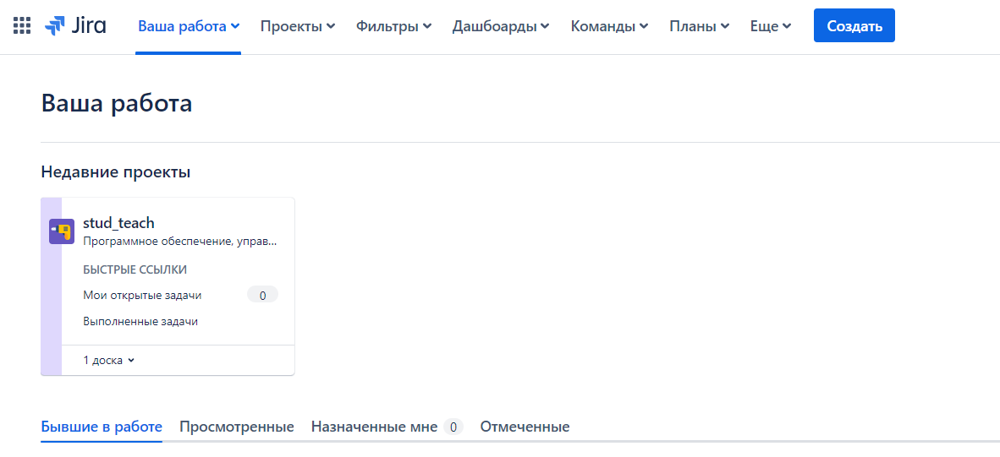 Jira Ваша работа Проекты Фильтры Дашбоарды Команды Планы Еще Создать
Ваша работа
Недавние проекты
stud_teach
Программное обеспечение, управ...
БЫСТРЫЕ ССЫЛКИ
Мои открытые задачи 0
Выполненные задачи
1 доска
Бывшие в работе Просмотренные Назначенные мне 0 Отмеченные